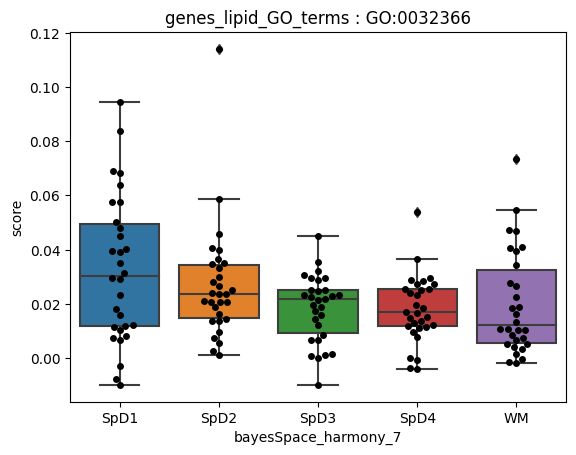 genes_lipid_GO_terms : GO:0032366
0.12
0.10
0.08
0.06
0.04
0.02
0.00
score
SpD1 SpD2 SpD3 SpD4 WM
bayesSpace_harmony_7